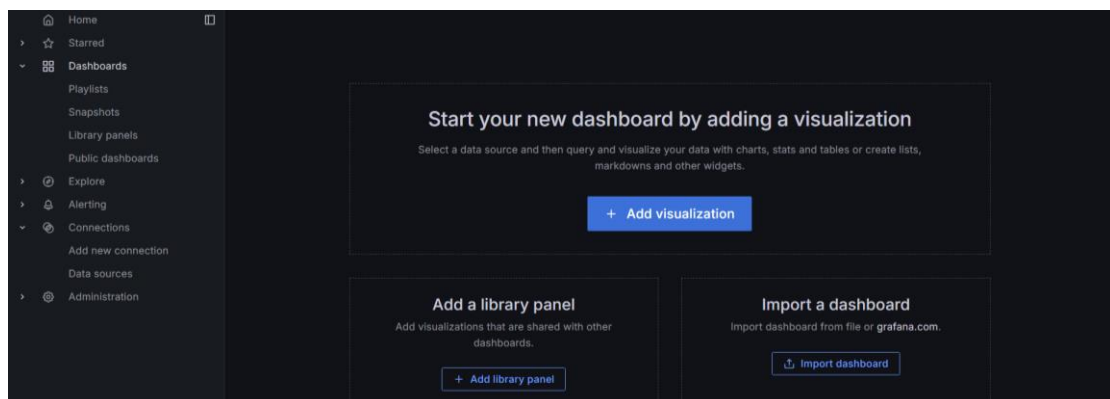 Home
Starred
Dashboards
Playlists
Snapshots
Library panels
Public dashboards
Explore
Alerting
Connections
Add new connection
Data sources
Administration
Start your new dashboard by adding a visualization
Select a data source and then query and visualize your data with charts, stats and tables or create lists,
markdowns and other widgets.
+ Add visualization
Add a library panel
Add visualizations that are shared with other
dashboards.
+ Add library panel
Import a dashboard
Import dashboard from file or grafana.com.
Import dashboard